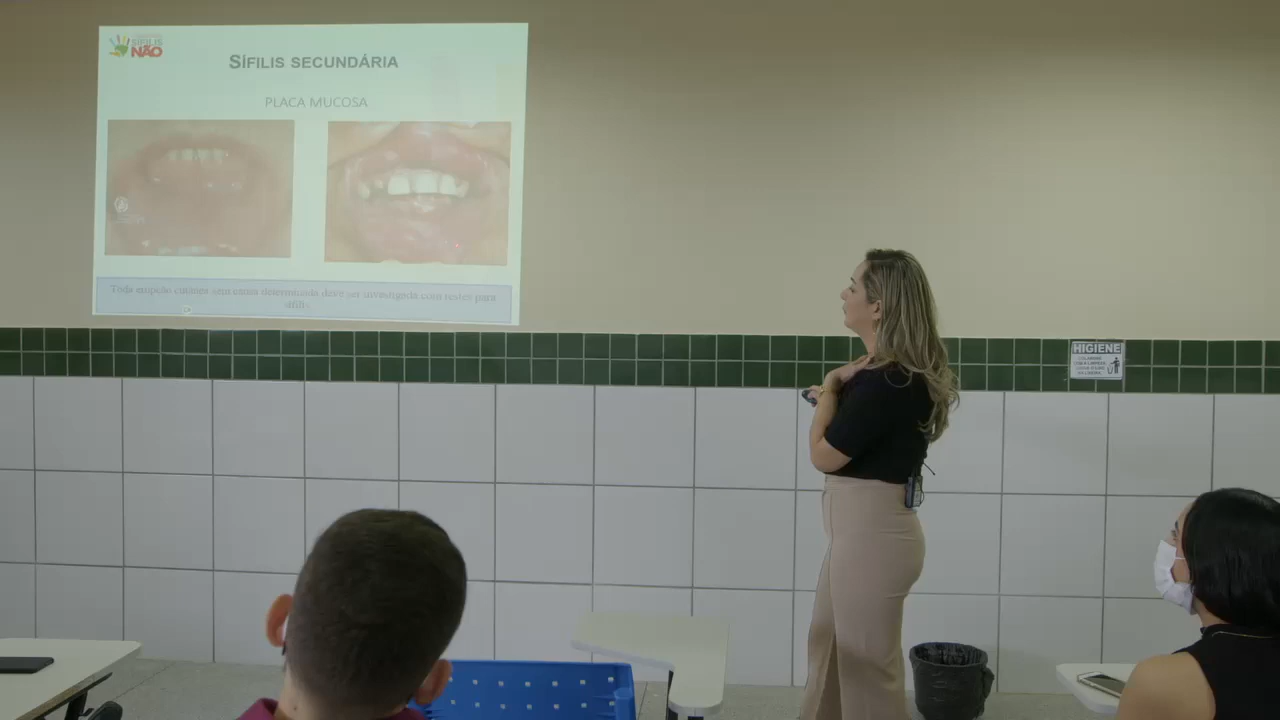 SÍFILIS
NÃO
SÍFILIS SECUNDÁRIA
PLACA MUCOSA
Toda erupção cutânea sem causa determinada deve ser investigada com testes para
sífilis
HIGIENE